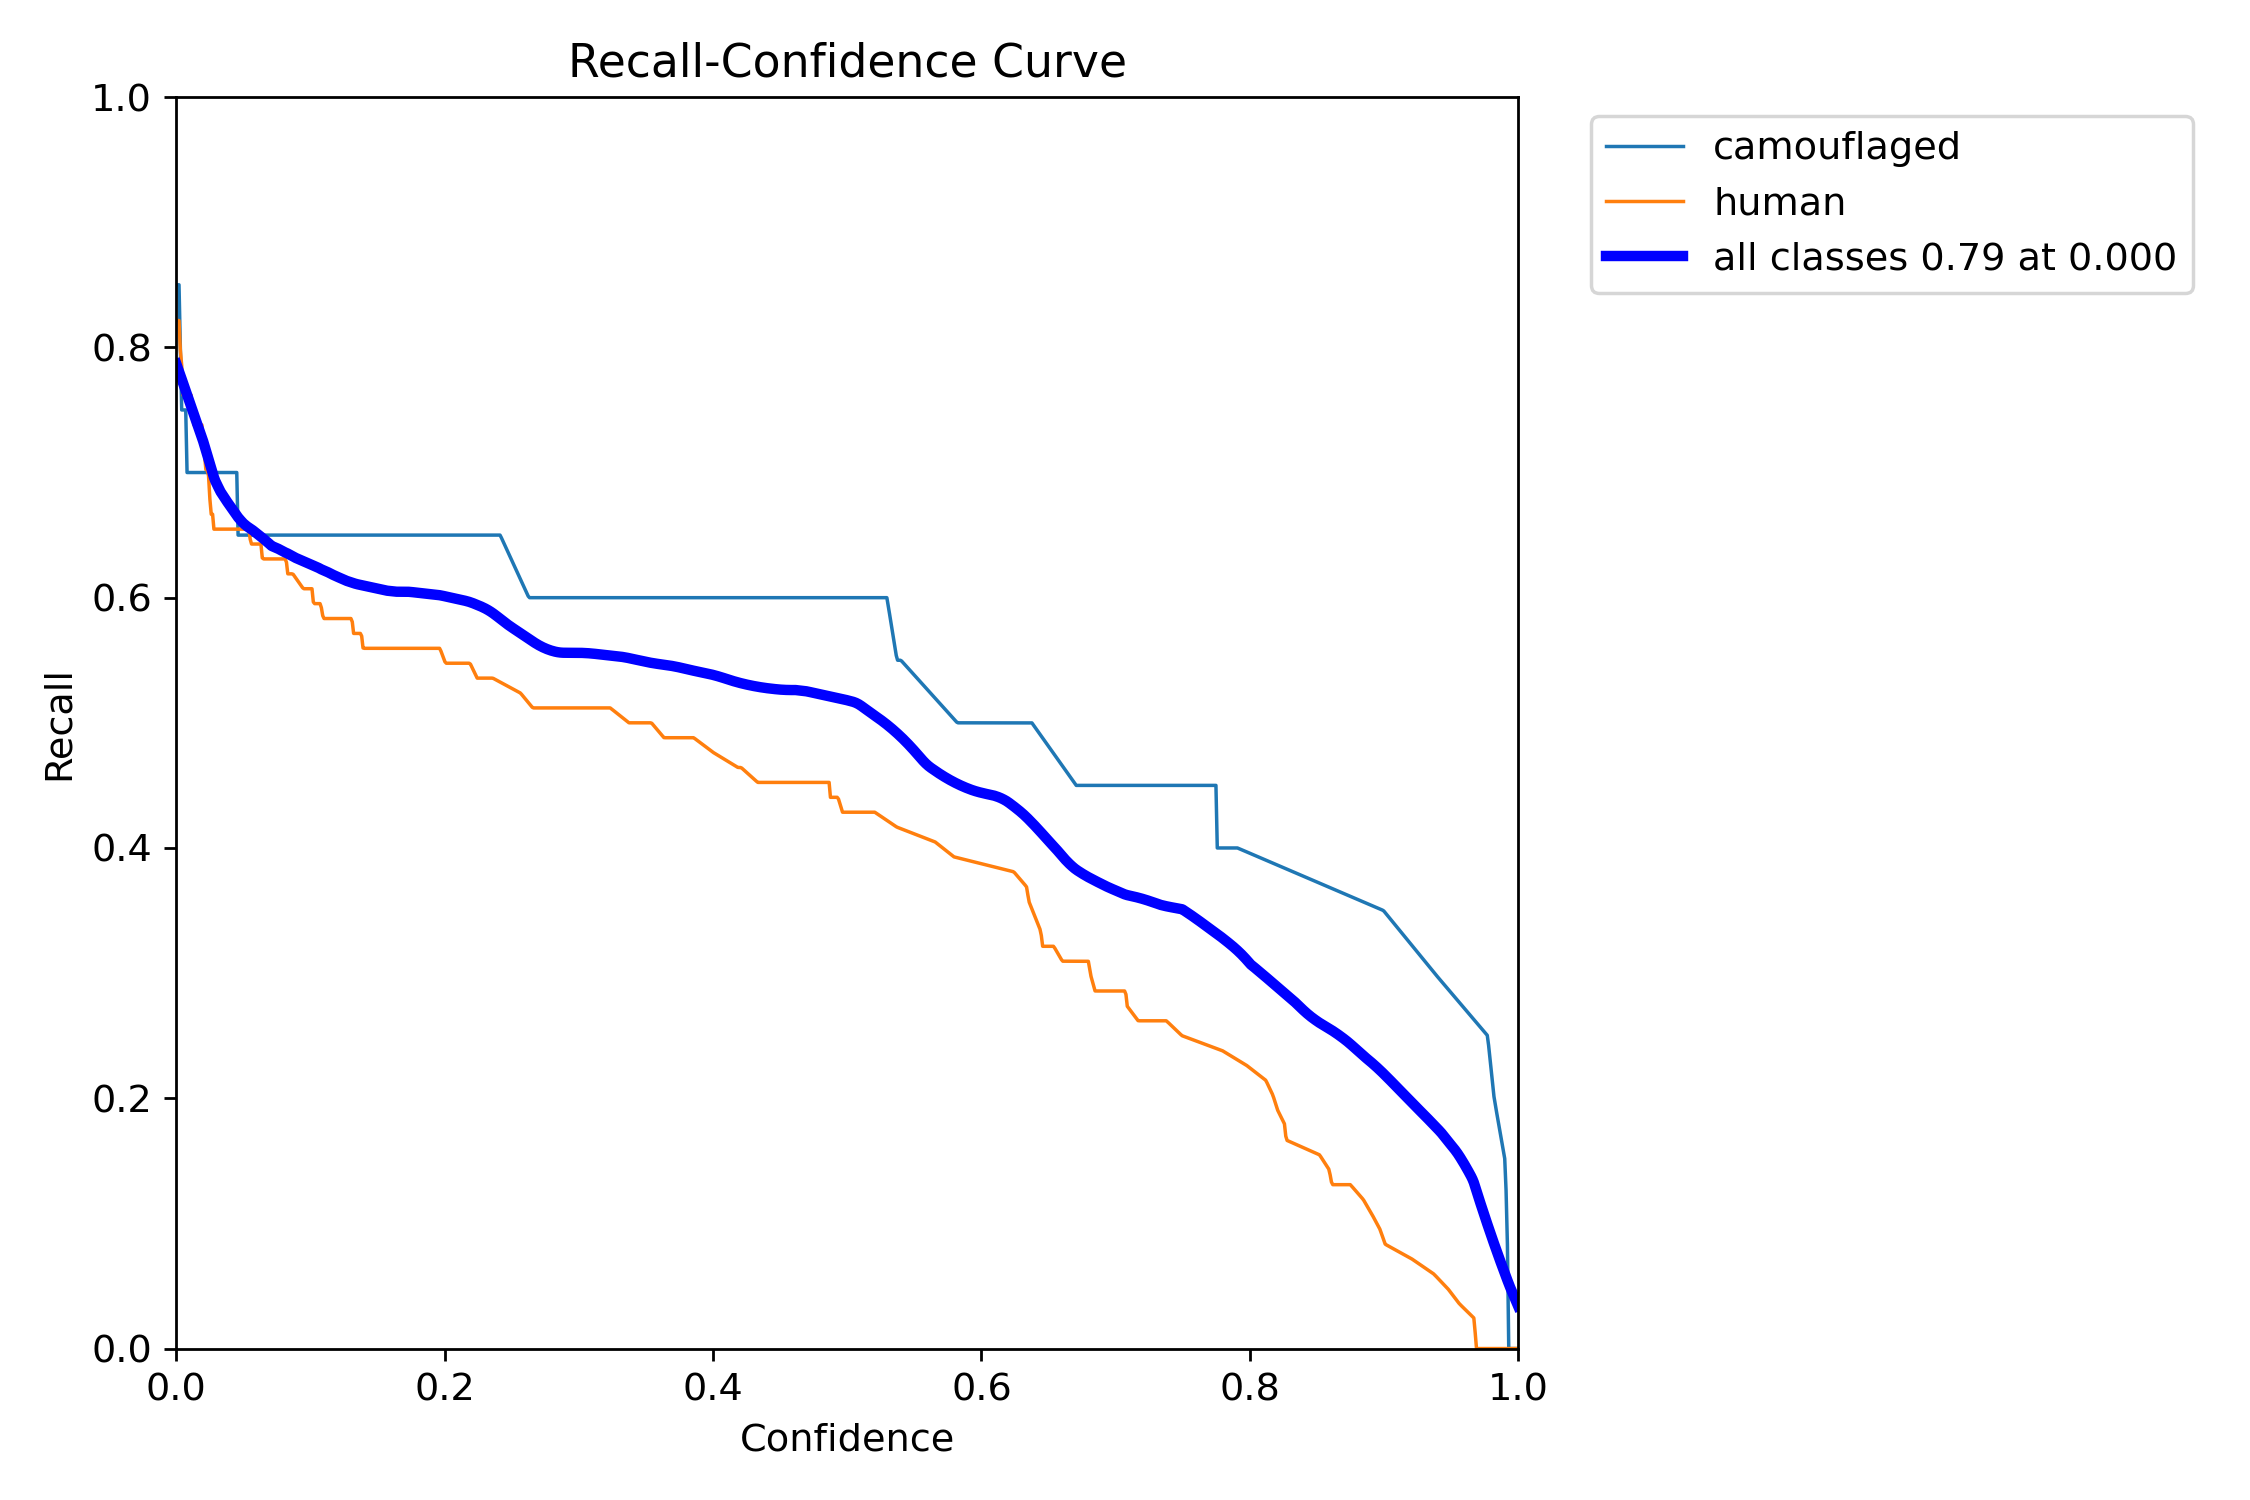 Recall-Confidence Curve
1.0
0.8
0.6
0.4
0.2
0.0
Recall
0.0 0.2 0.4 0.6 0.8 1.0
Confidence
camouflaged
human
all classes 0.79 at 0.000